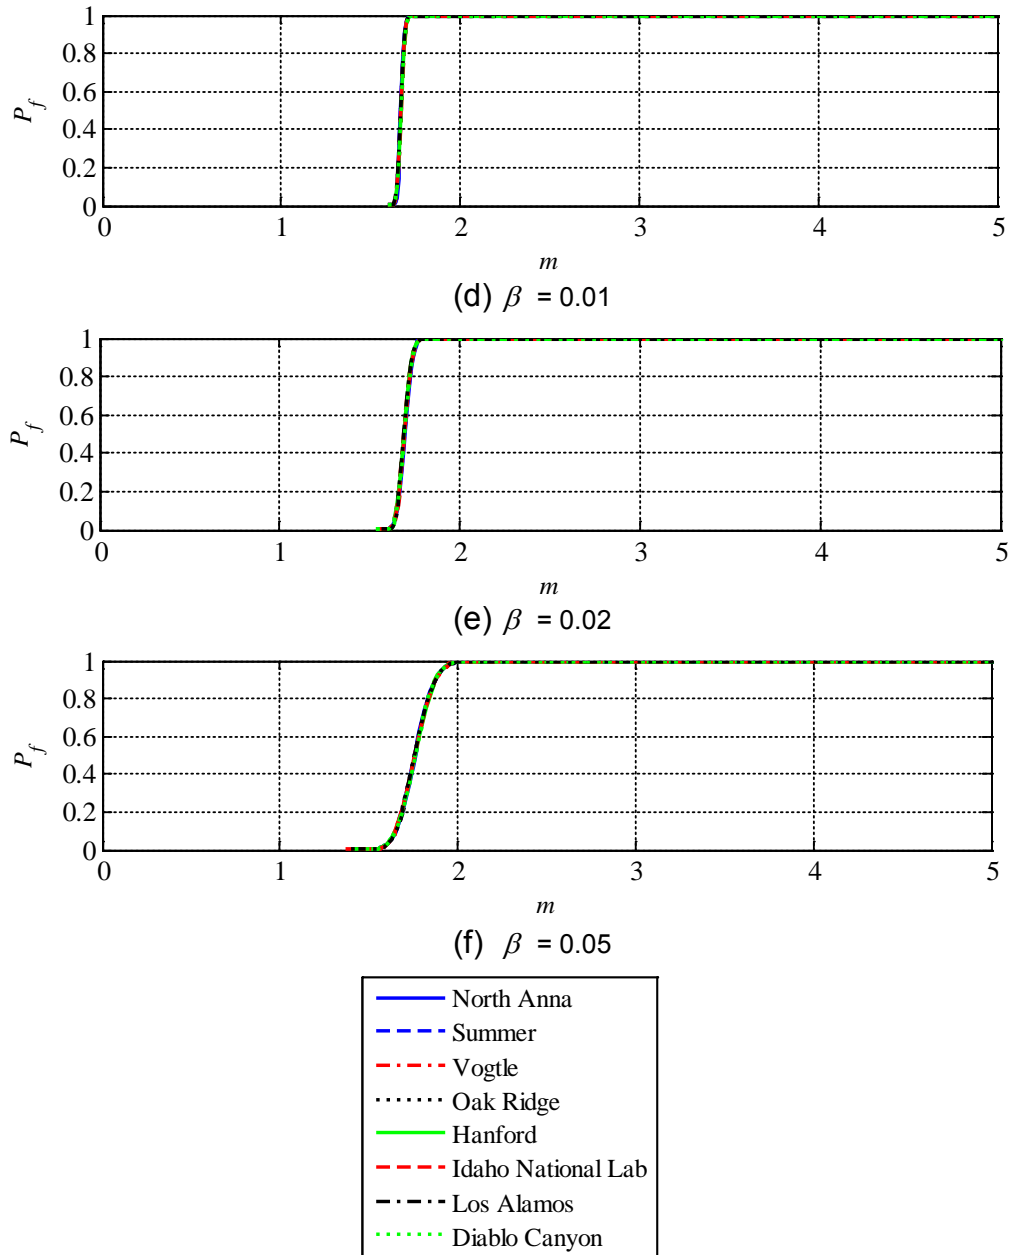 1
0.8
0.6
0.4
0.2
0
P_f
0 1 2 3 4 5
m
(d) β = 0.01
1
0.8
0.6
0.4
0.2
0
P_f
0 1 2 3 4 5
m
(e) β = 0.02
1
0.8
0.6
0.4
0.2
0
P_f
0 1 2 3 4 5
m
(f) β = 0.05
North Anna
Summer
Vogtle
Oak Ridge
Hanford
Idaho National Lab
Los Alamos
Diablo Canyon